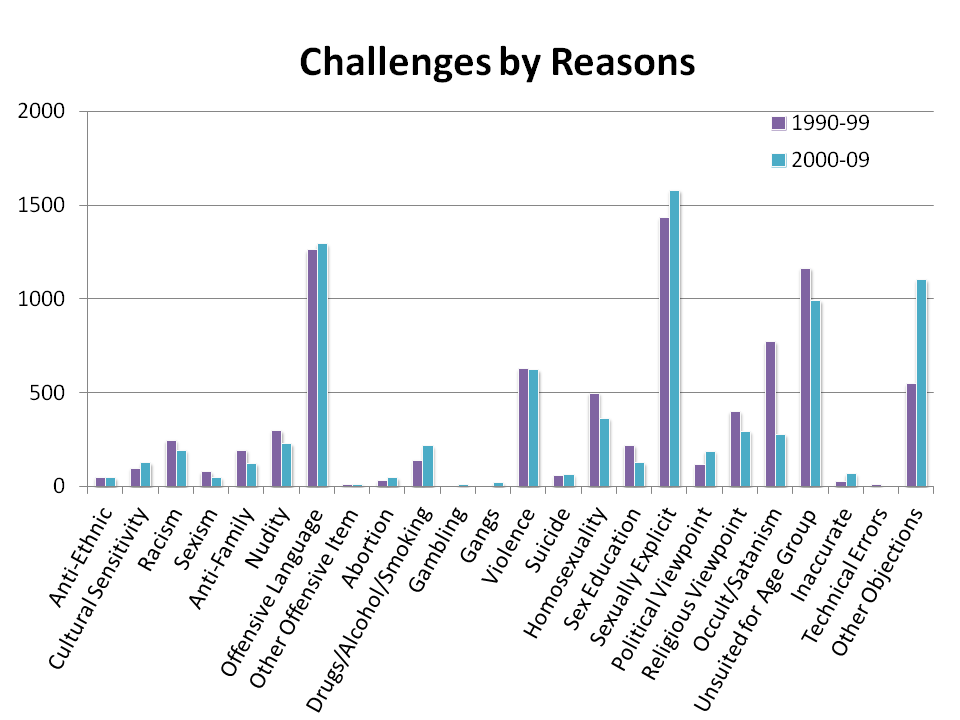 Challenges by Reasons
2000
1500
1000
500
0
1990-99
2000-09
Anti-Ethnic
Cultural Sensitivity
Racism
Sexism
Anti-Family
Nudity
Offensive Language
Other Offensive Item
Abortion
Drugs/Alcohol/Smoking
Gambling
Gangs
Violence
Suicide
Homosexuality
Sex Education
Sexually Explicit
Political Viewpoint
Religious Viewpoint
Occult/Satanism
Unsuited for Age Group
Inaccurate
Technical Errors
Other Objections